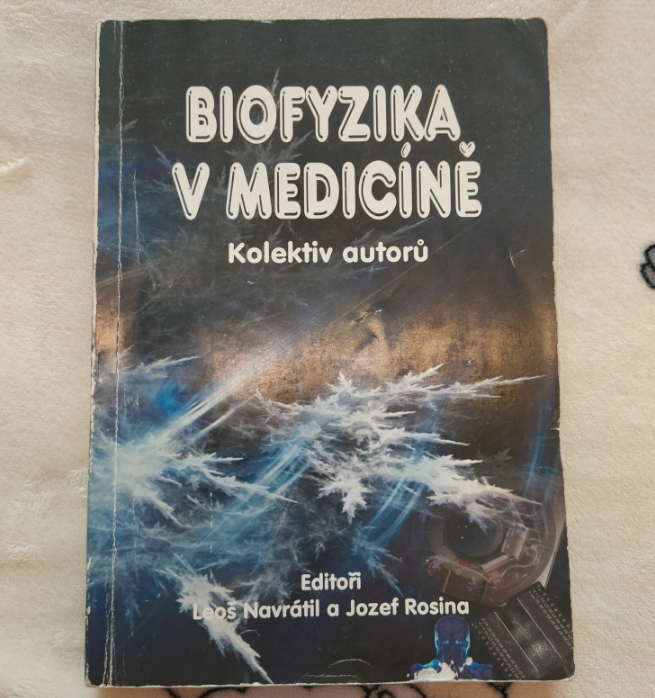 BIOFYZIKA
V MEDICÍNĚ
Kolektiv autorů
Editoři
Leoš Navrátil a Jozef Rosina